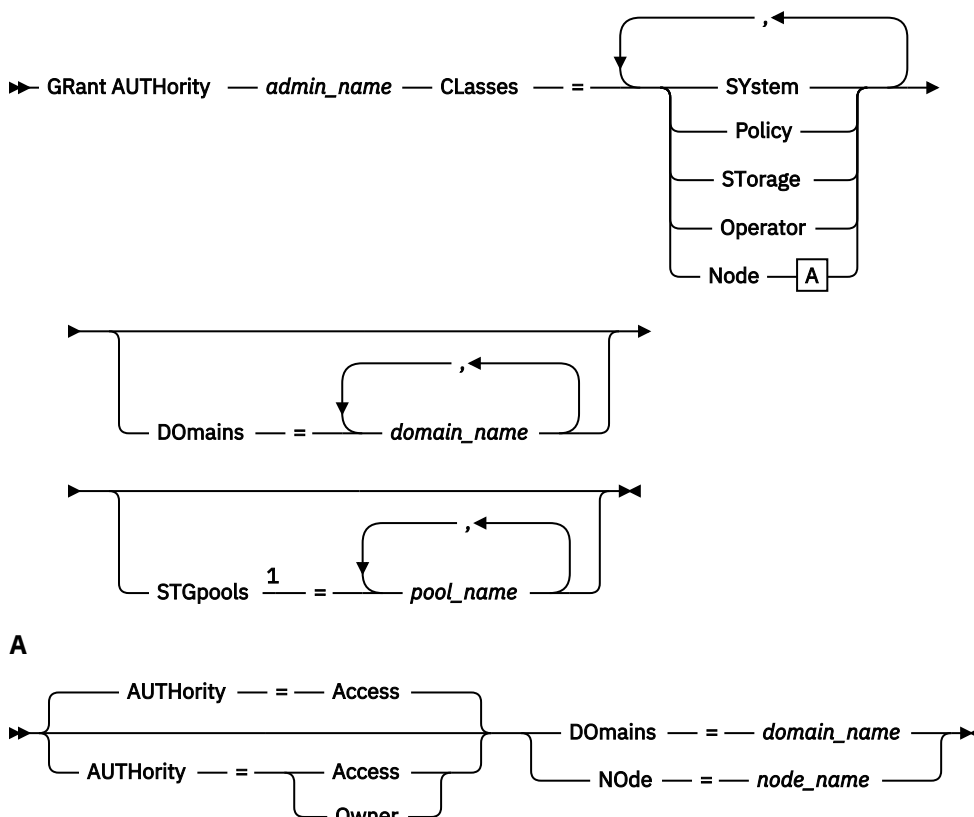 ,
GRant AUTHority admin_name CLasses = SYstem
Policy
STorage
Operator
Node A
,
DOmains = domain_name
,
STGpools 1 = pool_name
A
AUTHority = Access
DOmains = domain_name
AUTHority = Access
NOde = node_name
Owner